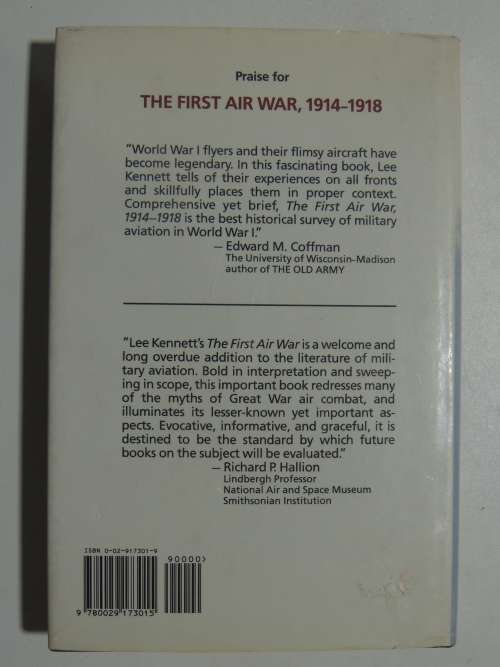 Praise for
THE FIRST AIR WAR, 1914–1918
"World War I flyers and their flimsy aircraft have
become legendary. In this fascinating book, Lee
Kennett tells of their experiences on all fronts
and skillfully places them in proper context.
Comprehensive yet brief, The First Air War,
1914–1918 is the best historical survey of military
aviation in World War I."
— Edward M. Coffman
The University of Wisconsin–Madison
author of THE OLD ARMY
"Lee Kennett's The First Air War is a welcome and
long overdue addition to the literature of mili-
tary aviation. Bold in interpretation and sweep-
ing in scope, this important book redresses many
of the myths of Great War air combat, and
illuminates its lesser-known yet important as-
pects. Evocative, informative, and graceful, it is
destined to be the standard by which future
books on the subject will be evaluated."
— Richard P. Hallion
Lindbergh Professor
National Air and Space Museum
Smithsonian Institution
ISBN 0-02-917301-9
90000>
9 780029 173015